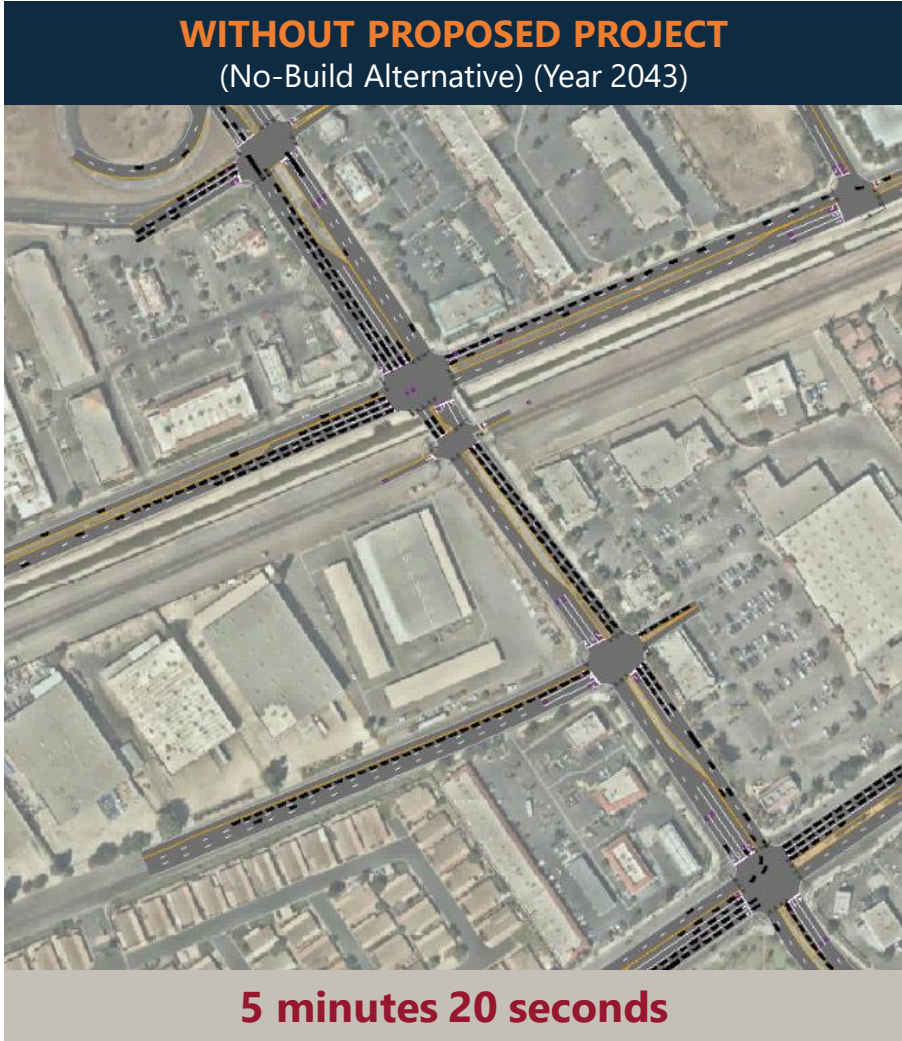 WITHOUT PROPOSED PROJECT
(No-Build Alternative) (Year 2043)
5 minutes 20 seconds